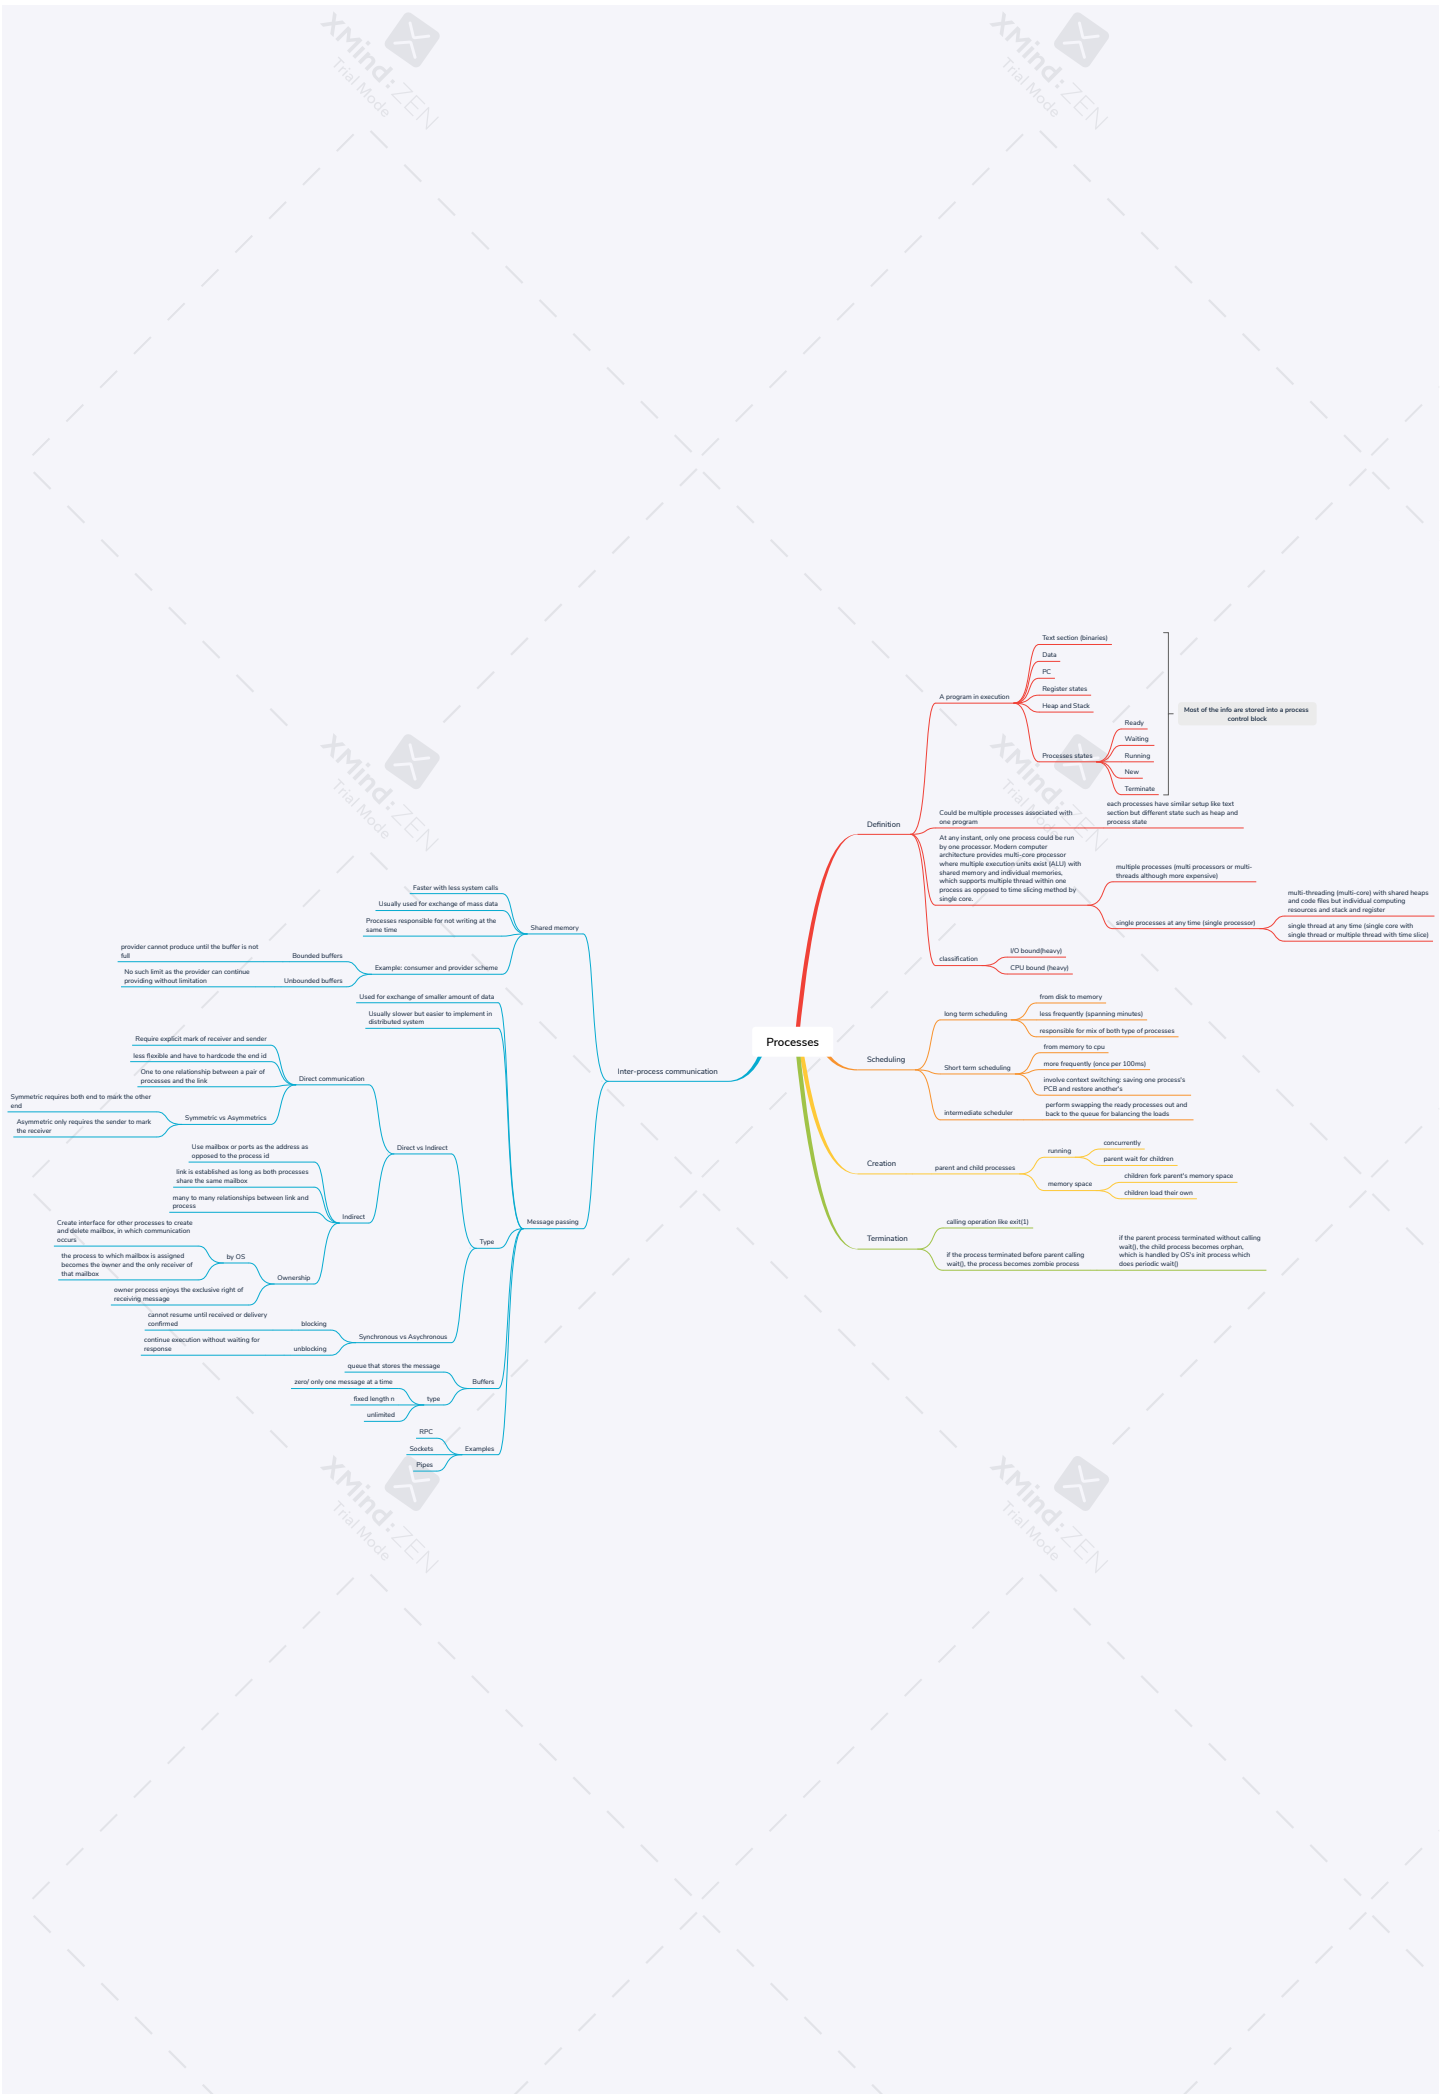 XMind:ZEN
Trial Mode
XMind:ZEN
Trial Mode
XMind:ZEN
Trial Mode
XMind:ZEN
Trial Mode
XMind:ZEN
Trial Mode
XMind:ZEN
Trial Mode
Processes
Definition
A program in execution
Text section (binaries)
Data
PC
Register states
Heap and Stack
Processes states
Ready
Waiting
Running
New
Terminate
Most of the info are stored into a process
control block
Could be multiple processes associated with
one program
each processes have similar setup like text
section but different state such as heap and
process state
At any instant, only one process could be run
by one processor. Modern computer
architecture provides multi-core processor
where multiple execution units exist (ALU) with
shared memory and individual memories,
which supports multiple thread within one
process as opposed to time slicing method by
single core.
multiple processes (multi processors or multi-
threads although more expensive)
single processes at any time (single processor)
multi-threading (multi-core) with shared heaps
and code files but individual computing
resources and stack and register
single thread at any time (single core with
single thread or multiple thread with time slice)
classification
I/O bound(heavy)
CPU bound (heavy)
Scheduling
long term scheduling
from disk to memory
less frequently (spanning minutes)
responsible for mix of both type of processes
Short term scheduling
from memory to cpu
more frequently (once per 100ms)
involve context switching: saving one process's
PCB and restore another's
intermediate scheduler
perform swapping the ready processes out and
back to the queue for balancing the loads
Creation
parent and child processes
running
concurrently
parent wait for children
memory space
children fork parent's memory space
children load their own
Termination
calling operation like exit(1)
if the process terminated before parent calling
wait(), the process becomes zombie process
if the parent process terminated without calling
wait(), the child process becomes orphan,
which is handled by OS's init process which
does periodic wait()
Inter-process communication
Shared memory
Faster with less system calls
Usually used for exchange of mass data
Processes responsible for not writing at the
same time
Example: consumer and provider scheme
Bounded buffers
provider cannot produce until the buffer is not
full
Unbounded buffers
No such limit as the provider can continue
providing without limitation
Message passing
Used for exchange of smaller amount of data
Usually slower but easier to implement in
distributed system
Type
Direct vs Indirect
Direct communication
Require explicit mark of receiver and sender
less flexible and have to hardcode the end id
One to one relationship between a pair of
processes and the link
Symmetric vs Asymmetrics
Symmetric requires both end to mark the other
end
Asymmetric only requires the sender to mark
the receiver
Indirect
Use mailbox or ports as the address as
opposed to the process id
link is established as long as both processes
share the same mailbox
many to many relationships between link and
process
Ownership
by OS
Create interface for other processes to create
and delete mailbox, in which communication
occurs
the process to which mailbox is assigned
becomes the owner and the only receiver of
that mailbox
owner process enjoys the exclusive right of
receiving message
Synchronous vs Asychronous
blocking
cannot resume until received or delivery
confirmed
unblocking
continue execution without waiting for
response
Buffers
queue that stores the message
type
zero/ only one message at a time
fixed length n
unlimited
Examples
RPC
Sockets
Pipes